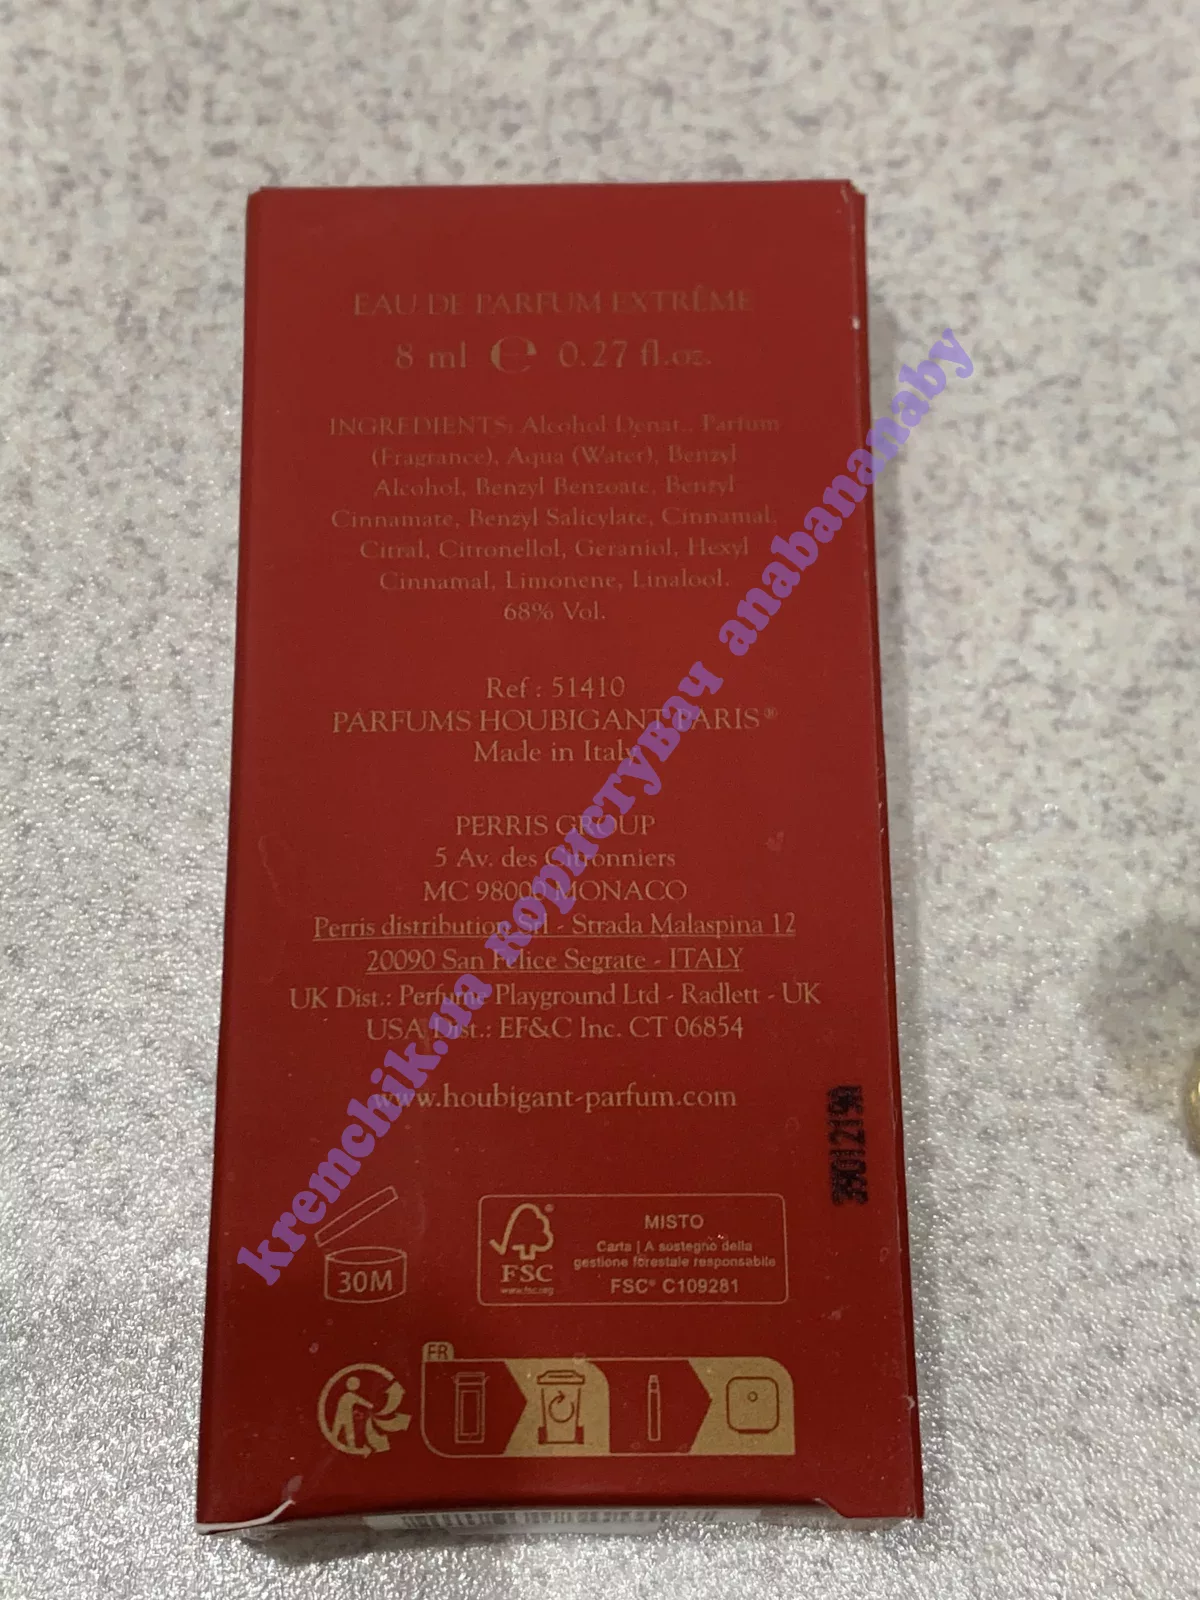 EAU DE PARFUM EXTRÊME
8 ml ℮ 0.27 fl.oz.
INGREDIENTS: Alcohol Denat., Parfum
(Fragrance), Aqua (Water), Benzyl
Alcohol, Benzyl Benzoate, Benzyl
Cinnamate, Benzyl Salicylate, Cinnamal,
Citral, Citronellol, Geraniol, Hexyl
Cinnamal, Limonene, Linalool.
68% Vol.
Ref : 51410
PARFUMS HOUBIGANT PARIS®
Made in Italy
PERRIS GROUP
5 Av. des Citronniers
MC 98000 MONACO
Perris distribution Srl - Strada Malaspina 12
20090 San Felice Segrate - ITALY
UK Dist.: Perfume Playground Ltd - Radlett - UK
USA Dist.: EF&C Inc. CT 06854
www.houbigant-parfum.com
30M
FSC®
www.fsc.org
MISTO
Carta | A sostegno della
gestione forestale responsabile
FSC® C109281
FR
kremchik.ua користувач anabananaby